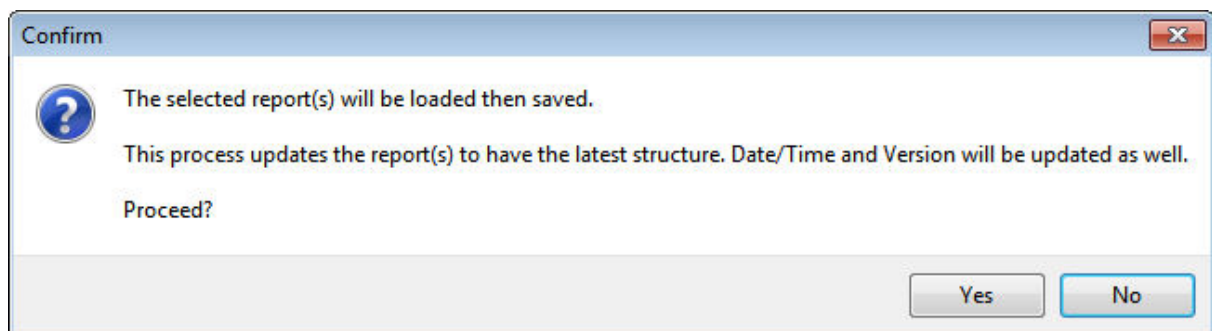 Confirm
The selected report(s) will be loaded then saved.
This process updates the report(s) to have the latest structure. Date/Time and Version will be updated as well.
Proceed?
Yes
No